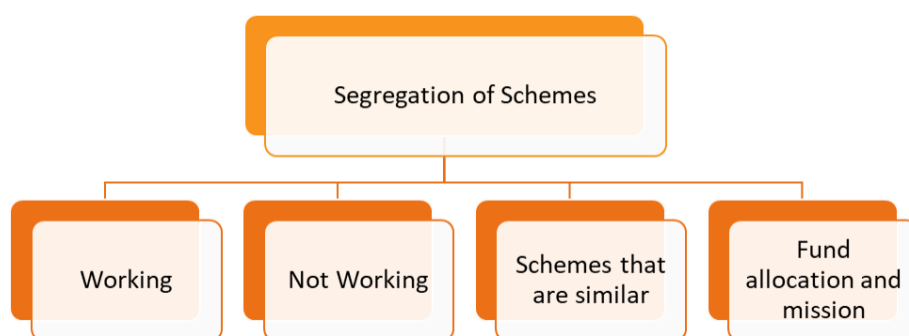 Segregation of Schemes
Working
Not Working
Schemes that
are similar
Fund
allocation and
mission